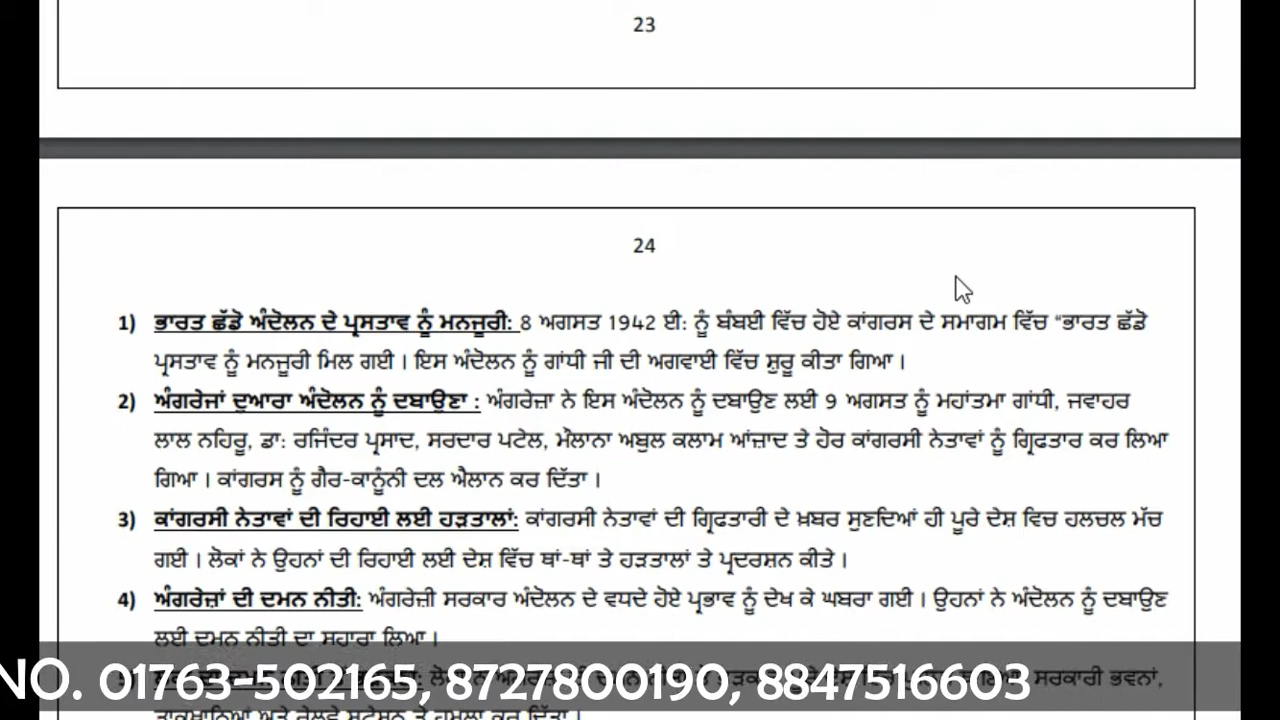 23
24
1) ਭਾਰਤ ਛੱਡੋ ਅੰਦੋਲਨ ਦੇ ਪ੍ਰਸਤਾਵ ਨੂੰ ਮਨਜੂਰੀ: 8 ਅਗਸਤ 1942 ਈ: ਨੂੰ ਬੰਬਈ ਵਿੱਚ ਹੋਏ ਕਾਂਗਰਸ ਦੇ ਸਮਾਗਮ ਵਿੱਚ “ਭਾਰਤ ਛੱਡੋ
ਪ੍ਰਸਤਾਵ ਨੂੰ ਮਨਜੂਰੀ ਮਿਲ ਗਈ। ਇਸ ਅੰਦੋਲਨ ਨੂੰ ਗਾਂਧੀ ਜੀ ਦੀ ਅਗਵਾਈ ਵਿੱਚ ਸ਼ੁਰੂ ਕੀਤਾ ਗਿਆ।
2) ਅੰਗਰੇਜਾਂ ਦੁਆਰਾ ਅੰਦੋਲਨ ਨੂੰ ਦਬਾਉਣਾ : ਅੰਗਰੇਜ਼ਾ ਨੇ ਇਸ ਅੰਦੋਲਨ ਨੂੰ ਦਬਾਉਣ ਲਈ 9 ਅਗਸਤ ਨੂੰ ਮਹਾਂਤਮਾ ਗਾਂਧੀ, ਜਵਾਹਰ
ਲਾਲ ਨਹਿਰੂ, ਡਾ: ਰਜਿੰਦਰ ਪ੍ਰਸਾਦ, ਸਰਦਾਰ ਪਟੇਲ, ਮੌਲਾਨਾ ਅਬੁਲ ਕਲਾਮ ਆਂਜ਼ਾਦ ਤੇ ਹੋਰ ਕਾਂਗਰਸੀ ਨੇਤਾਵਾਂ ਨੂੰ ਗ੍ਰਿਫਤਾਰ ਕਰ ਲਿਆ
ਗਿਆ। ਕਾਂਗਰਸ ਨੂੰ ਗੈਰ-ਕਾਨੂੰਨੀ ਦਲ ਐਲਾਨ ਕਰ ਦਿੱਤਾ।
3) ਕਾਂਗਰਸੀ ਨੇਤਾਵਾਂ ਦੀ ਰਿਹਾਈ ਲਈ ਹੜਤਾਲਾਂ: ਕਾਂਗਰਸੀ ਨੇਤਾਵਾਂ ਦੀ ਗ੍ਰਿਫਤਾਰੀ ਦੇ ਖ਼ਬਰ ਸੁਣਦਿਆਂ ਹੀ ਪੂਰੇ ਦੇਸ਼ ਵਿਚ ਹਲਚਲ ਮੱਚ
ਗਈ। ਲੋਕਾਂ ਨੇ ਉਹਨਾਂ ਦੀ ਰਿਹਾਈ ਲਈ ਦੇਸ਼ ਵਿੱਚ ਥਾਂ-ਥਾਂ ਤੇ ਹੜਤਾਲਾਂ ਤੇ ਪ੍ਰਦਰਸ਼ਨ ਕੀਤੇ।
4) ਅੰਗਰੇਜ਼ਾਂ ਦੀ ਦਮਨ ਨੀਤੀ: ਅੰਗਰੇਜ਼ੀ ਸਰਕਾਰ ਅੰਦੋਲਨ ਦੇ ਵਧਦੇ ਹੋਏ ਪ੍ਰਭਾਵ ਨੂੰ ਦੇਖ ਕੇ ਘਬਰਾ ਗਈ। ਉਹਨਾਂ ਨੇ ਅੰਦੋਲਨ ਨੂੰ ਦਬਾਉਣ
ਲਈ ਦਮਨ ਨੀਤੀ ਦਾ ਸਹਾਰਾ ਲਿਆ।
ਸਰਕਾਰੀ ਭਵਨਾਂ,
NO. 01763-502165, 8727800190, 8847516603